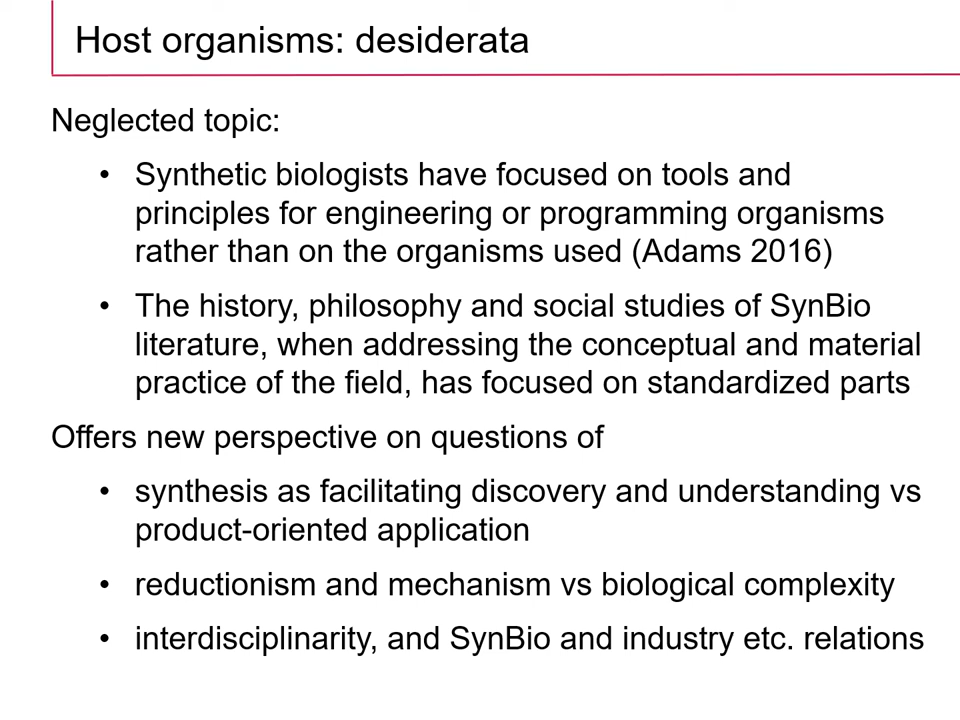 Host organisms: desiderata
Neglected topic:
• Synthetic biologists have focused on tools and
principles for engineering or programming organisms
rather than on the organisms used (Adams 2016)
• The history, philosophy and social studies of SynBio
literature, when addressing the conceptual and material
practice of the field, has focused on standardized parts
Offers new perspective on questions of
• synthesis as facilitating discovery and understanding vs
product-oriented application
• reductionism and mechanism vs biological complexity
• interdisciplinarity, and SynBio and industry etc. relations